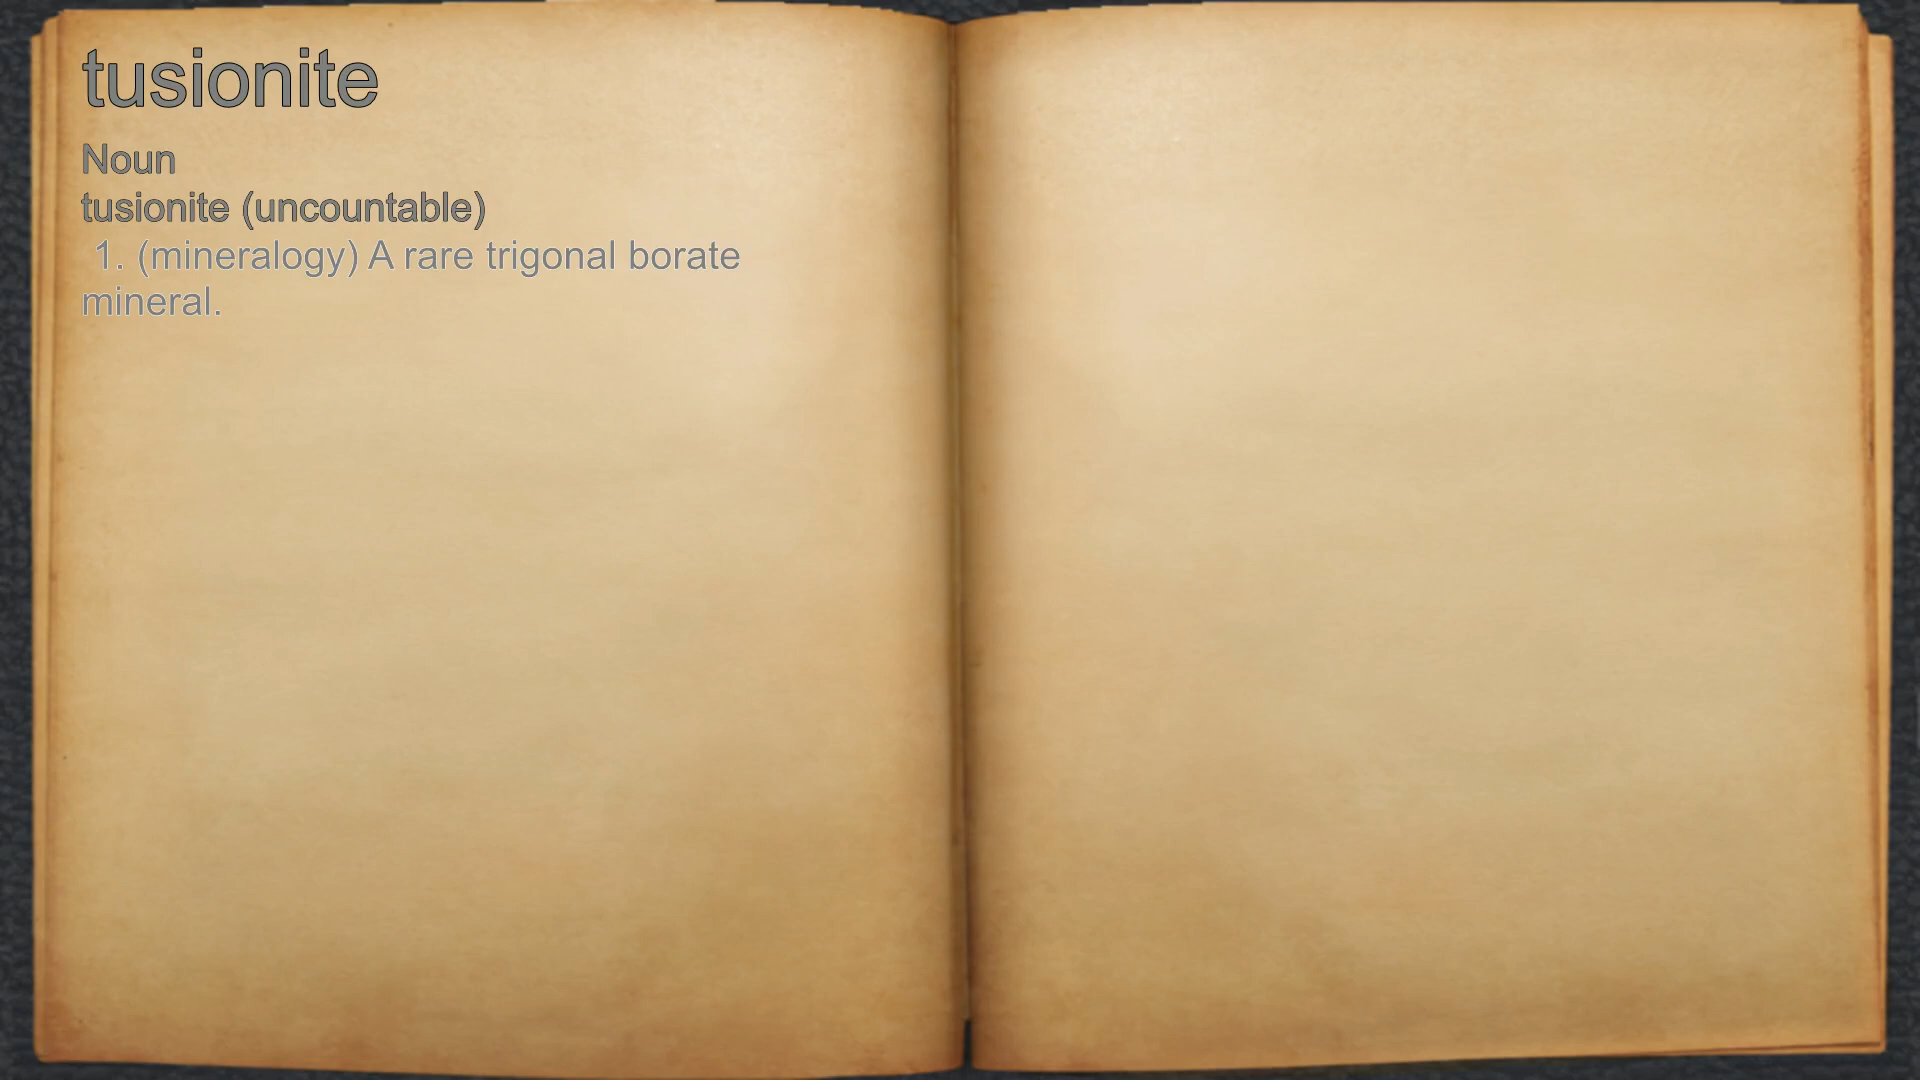 tusionite
Noun
tusionite (uncountable)
1. (mineralogy) A rare trigonal borate
mineral.